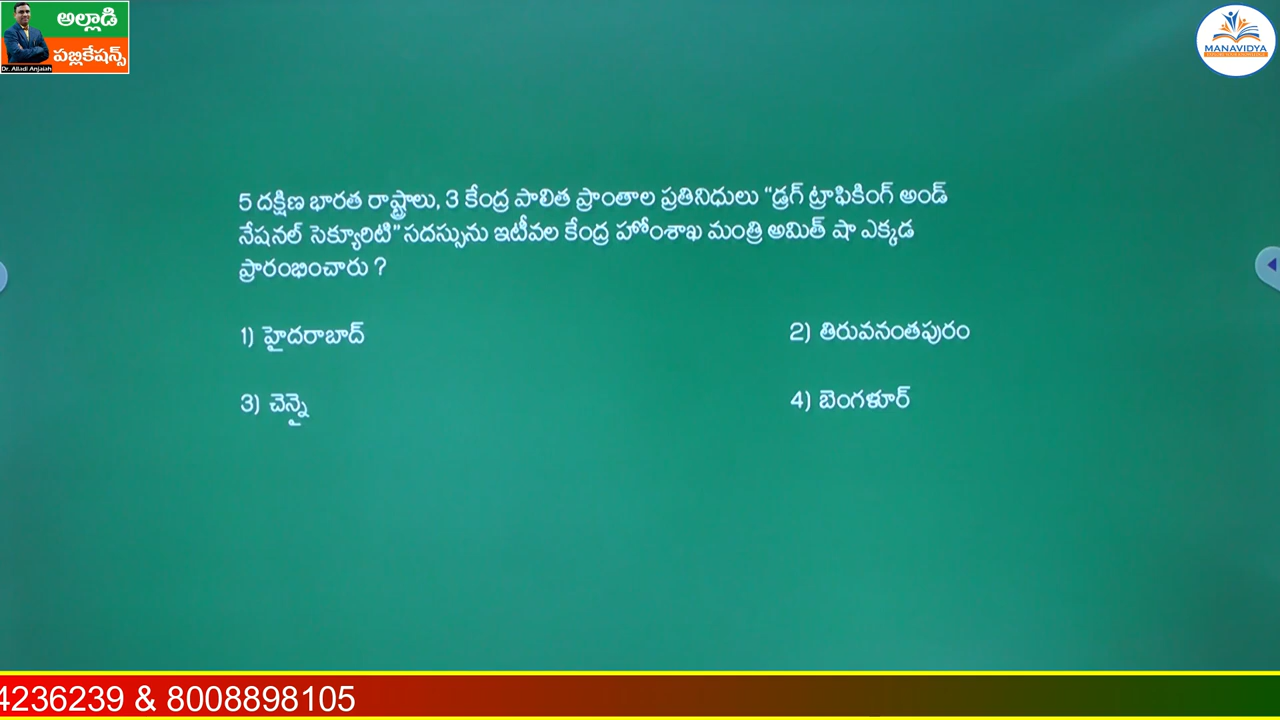 అల్లాడి
పబ్లికేషన్స్
Dr. Alladi Anjaiah
MANAVIDYA
5 దక్షిణ భారత రాష్ట్రాలు, 3 కేంద్ర పాలిత ప్రాంతాల ప్రతినిధులు “డ్రగ్ ట్రాఫికింగ్ అండ్
నేషనల్ సెక్యూరిటి” సదస్సును ఇటీవల కేంద్ర హోంశాఖ మంత్రి అమిత్ షా ఎక్కడ
ప్రారంభించారు ?
1) హైదరాబాద్
2) తిరువనంతపురం
3) చెన్నై
4) బెంగళూర్
4236239 & 8008898105